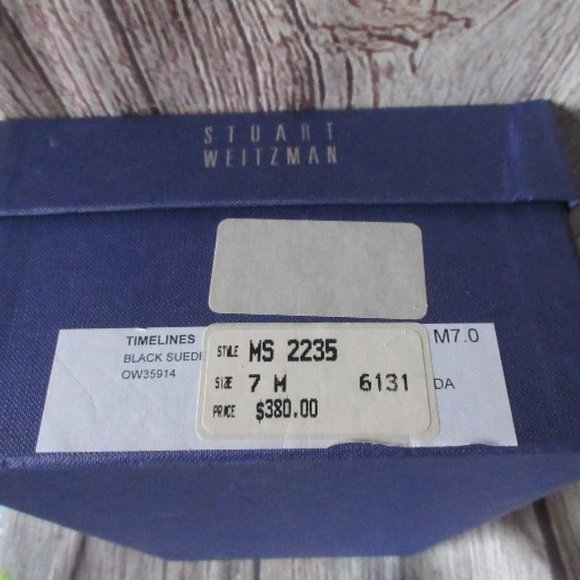 STUART
WEITZMAN
TIMELINES
M7.0
BLACK SUEDE
OW35914
DA
STYLE MS 2235
SIZE 7 M 6131
PRICE $380.00